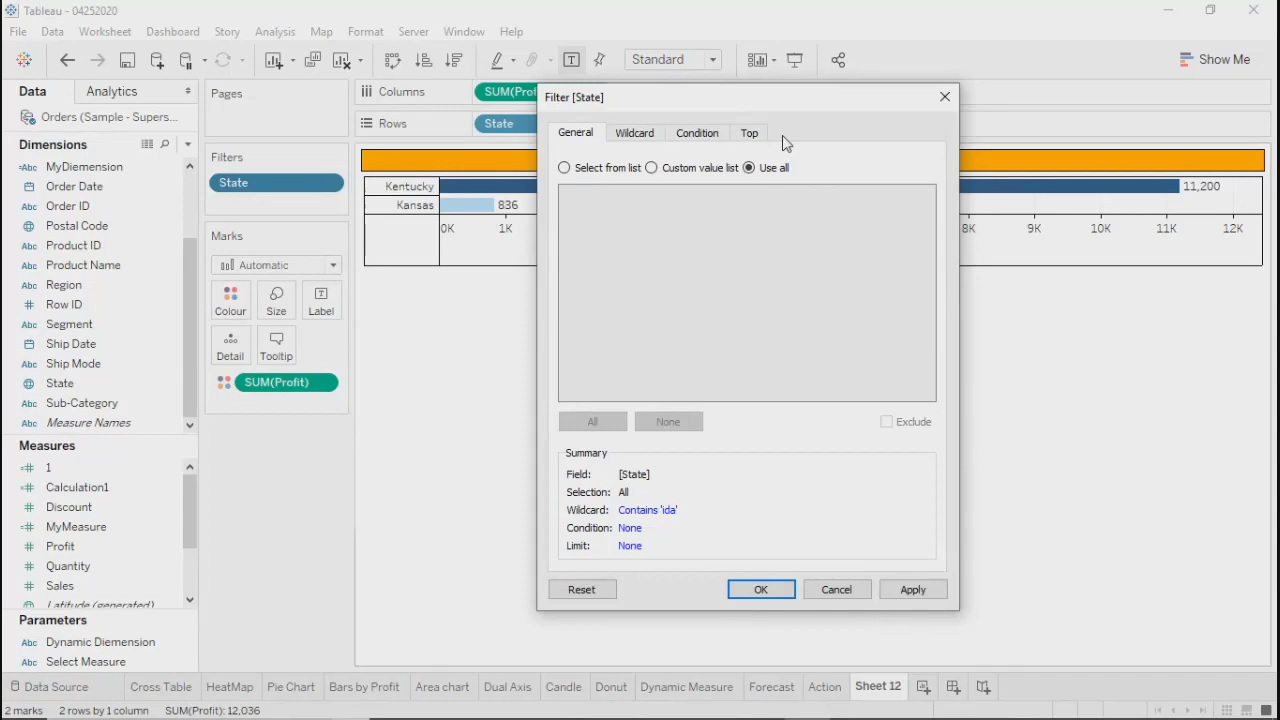 Tableau - 04252020
File Data Worksheet Dashboard Story Analysis Map Format Server Window Help
Standard
Show Me
Data
Analytics
Orders (Sample - Supers...
Dimensions
MyDiemension
Order Date
Order ID
Postal Code
Product ID
Product Name
Region
Row ID
Segment
Ship Date
Ship Mode
State
Sub-Category
Measure Names
Measures
1
Calculation1
Discount
MyMeasure
Profit
Quantity
Sales
Latitude (generated)
Parameters
Dynamic Diemension
Select Measure
Pages
Filters
State
Marks
Automatic
Colour Size Label
Detail Tooltip
SUM(Profit)
Columns
SUM(Prof
Rows
State
Kentucky
11,200
Kansas
836
0K 1K 8K 9K 10K 11K 12K
Filter [State]
General Wildcard Condition Top
Select from list Custom value list Use all
All None Exclude
Summary
Field: [State]
Selection: All
Wildcard: Contains 'ida'
Condition: None
Limit: None
Reset OK Cancel Apply
Data Source Cross Table HeatMap Pie Chart Bars by Profit Area chart Dual Axis Candle Donut Dynamic Measure Forecast Action Sheet 12
2 marks 2 rows by 1 column SUM(Profit): 12,036